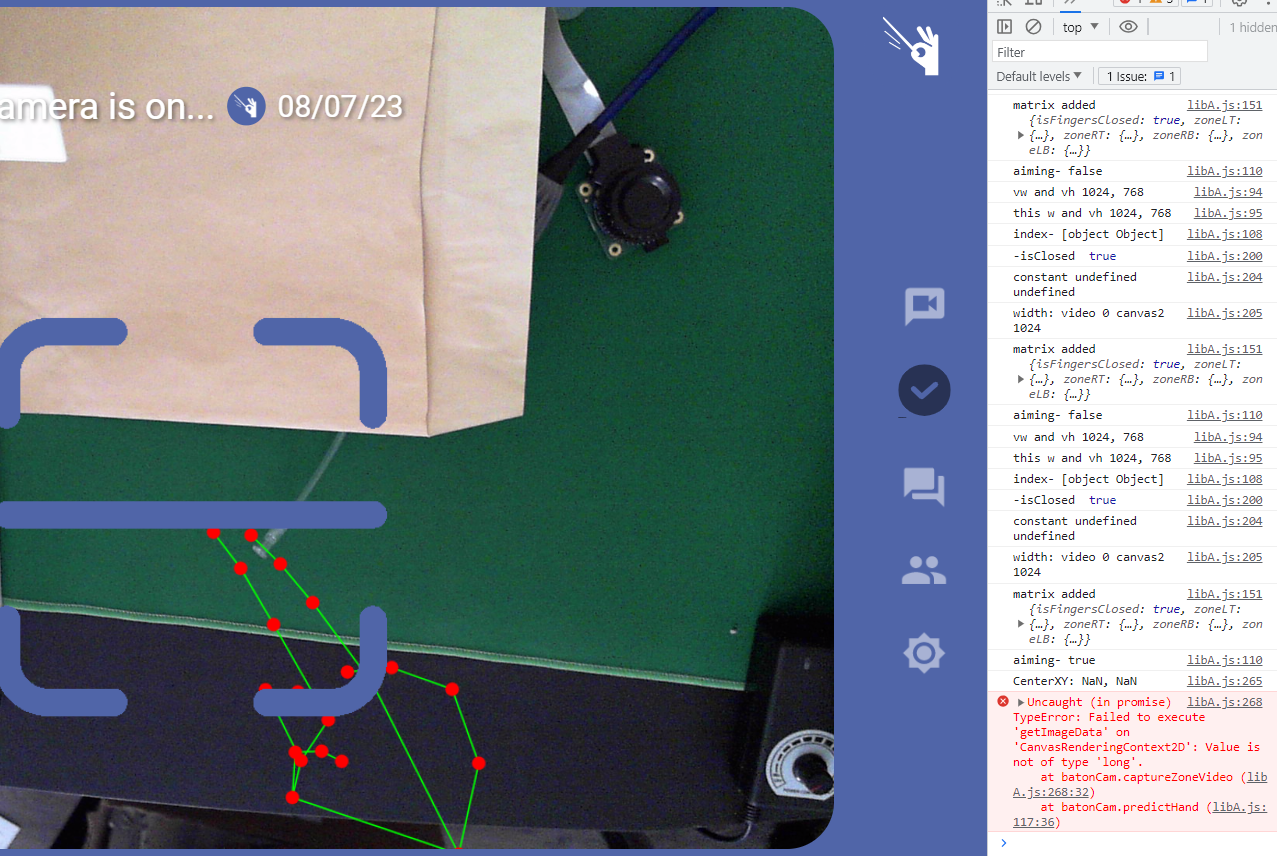 amera is on...
08/07/23
top
1 hidden
Filter
Default levels
1 Issue:
1
matrix added
libA.js:151
{isFingersClosed: true, zoneLT:
{…}, zoneRT: {…}, zoneRB: {…}, zon
eLB: {…}}
aiming- false
libA.js:110
vw and vh 1024, 768
libA.js:94
this w and vh 1024, 768
libA.js:95
index- [object Object]
libA.js:108
-isClosed true
libA.js:200
constant undefined
libA.js:204
undefined
width: video 0 canvas2
libA.js:205
1024
matrix added
libA.js:151
{isFingersClosed: true, zoneLT:
{…}, zoneRT: {…}, zoneRB: {…}, zon
eLB: {…}}
aiming- false
libA.js:110
vw and vh 1024, 768
libA.js:94
this w and vh 1024, 768
libA.js:95
index- [object Object]
libA.js:108
-isClosed true
libA.js:200
constant undefined
libA.js:204
undefined
width: video 0 canvas2
libA.js:205
1024
matrix added
libA.js:151
{isFingersClosed: true, zoneLT:
{…}, zoneRT: {…}, zoneRB: {…}, zon
eLB: {…}}
aiming- true
libA.js:110
CenterXY: NaN, NaN
libA.js:265
Uncaught (in promise)
libA.js:268
TypeError: Failed to execute
'getImageData' on
'CanvasRenderingContext2D': Value is
not of type 'long'.
at batonCam.captureZoneVideo (lib
A.js:268:32)
at batonCam.predictHand (libA.js:
117:36)